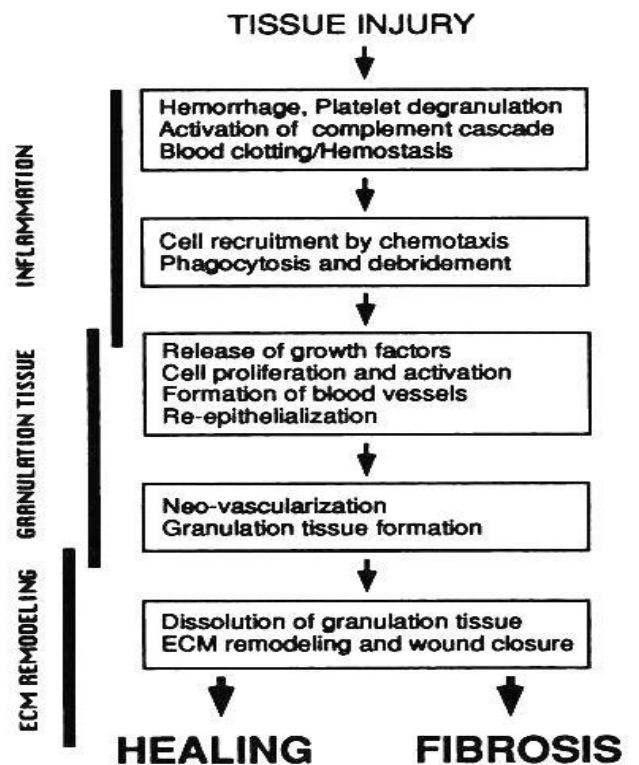 TISSUE INJURY
Hemorrhage, Platelet degranulation
Activation of complement cascade
Blood clotting/Hemostasis
INFLAMMATION
Cell recruitment by chemotaxis
Phagocytosis and debridement
Release of growth factors
Cell proliferation and activation
Formation of blood vessels
Re-epithelialization
GRANULATION TISSUE
Neo-vascularization
Granulation tissue formation
Dissolution of granulation tissue
ECM remodeling and wound closure
ECM REMODELING
HEALING
FIBROSIS